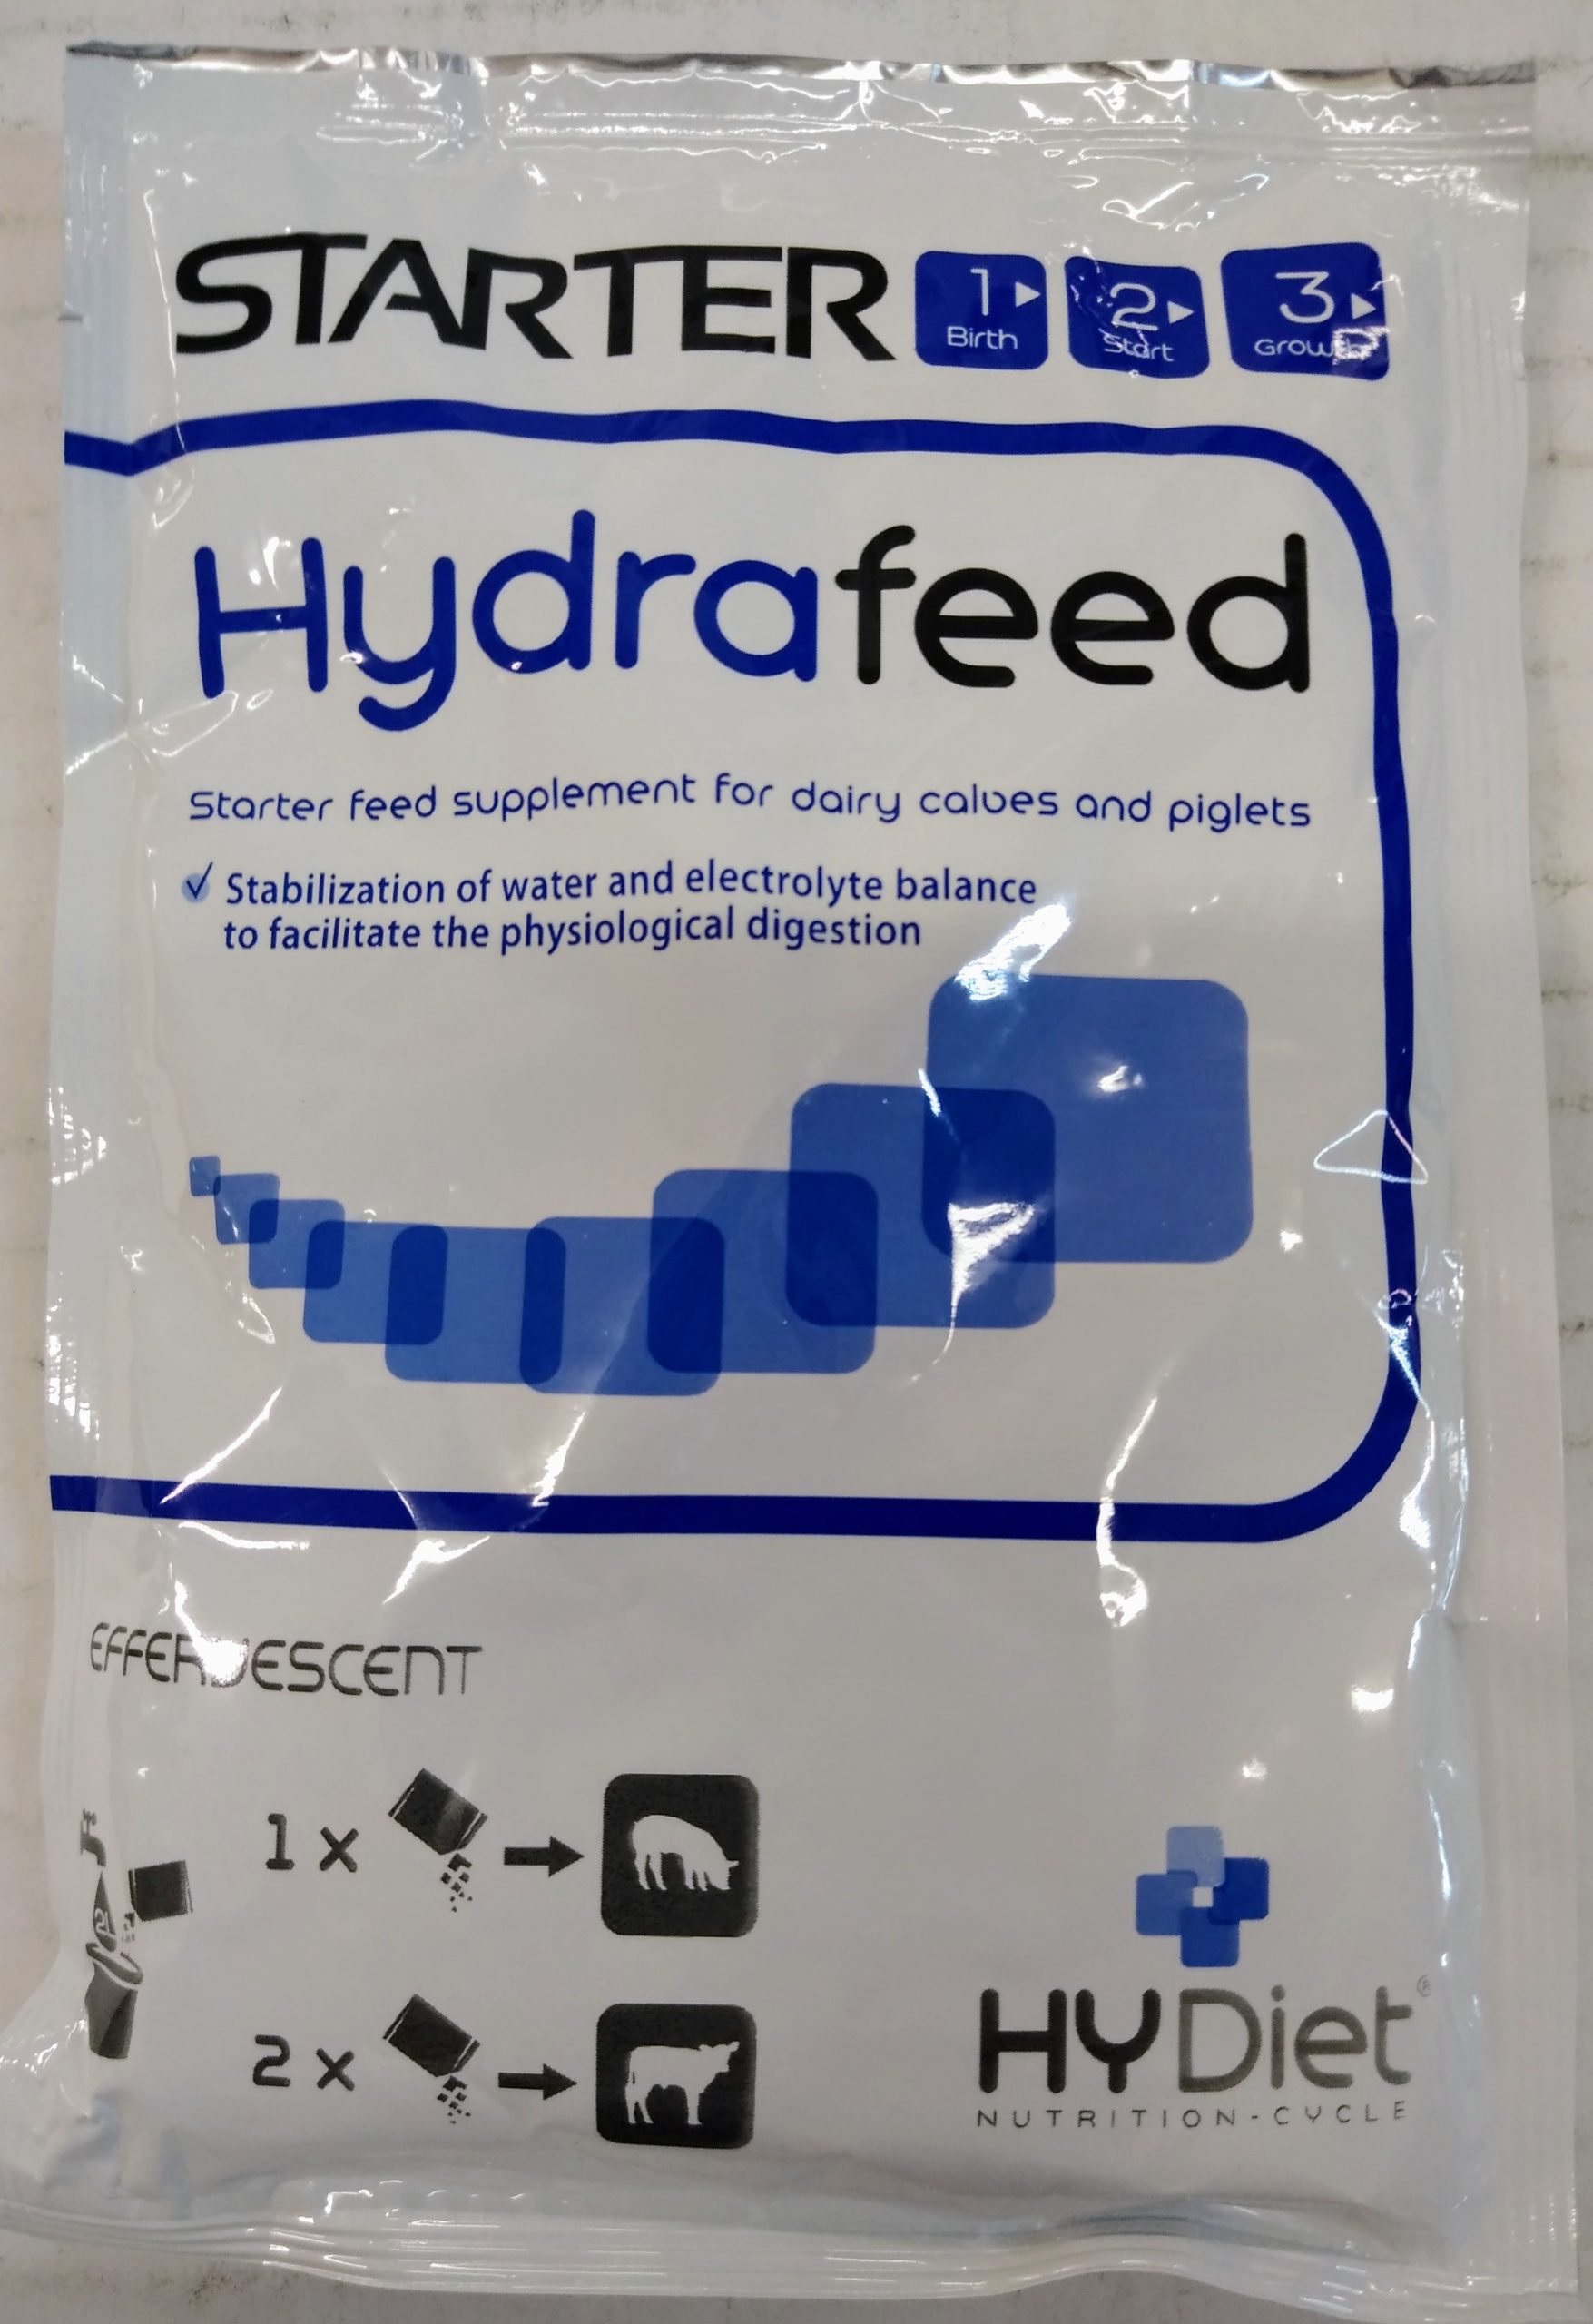 STARTER 1 Birth 2 Start 3 Growth
Hydrafeed
Starter feed supplement for dairy calves and piglets
✓ Stabilization of water and electrolyte balance
to facilitate the physiological digestion
EFFERVESCENT
1 x
2 x
HYDiet®
NUTRITION-CYCLE